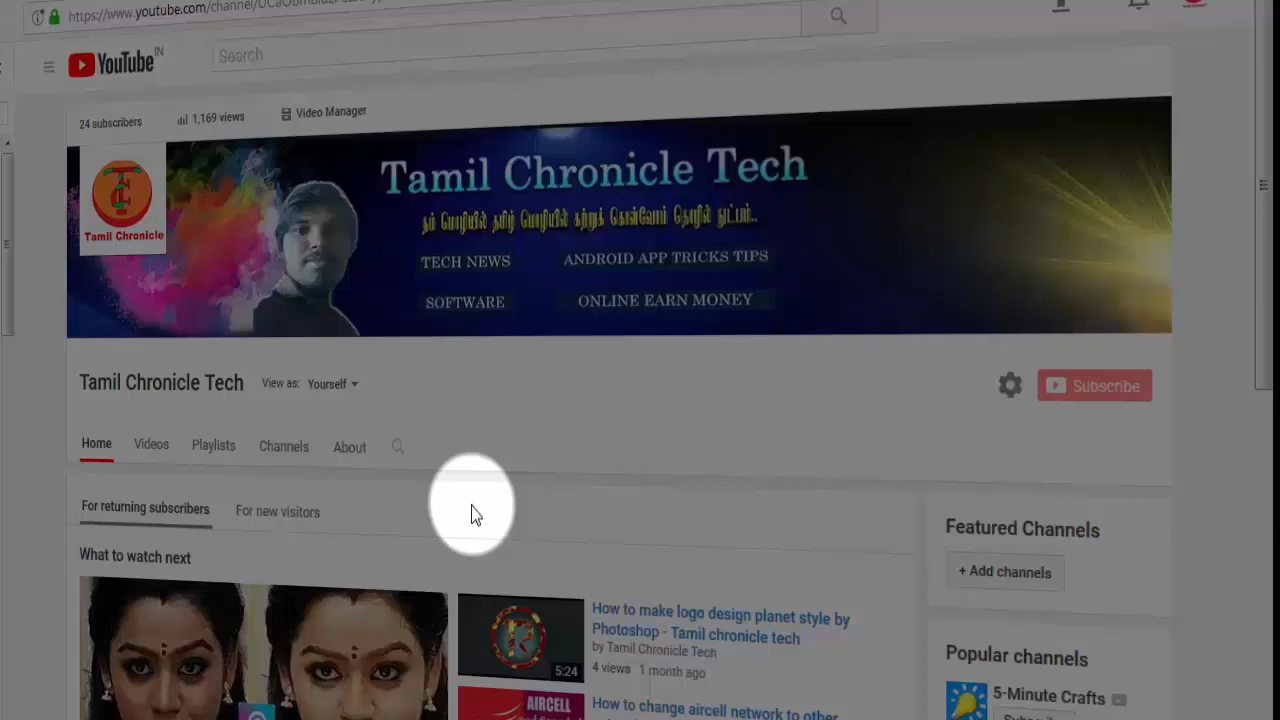 https://www.youtube.com/channel/
YouTube IN
Search
24 subscribers
1,169 views
Video Manager
Tamil Chronicle
Tamil Chronicle Tech
நம் மொழியில் தமிழ் மொழியில் கற்றுக் கொள்வோம் தொழில் நுட்பம்..
TECH NEWS
ANDROID APP TRICKS TIPS
SOFTWARE
ONLINE EARN MONEY
Tamil Chronicle Tech
View as: Yourself
Subscribe
Home
Videos
Playlists
Channels
About
For returning subscribers
For new visitors
What to watch next
How to make logo design planet style by
Photoshop - Tamil chronicle tech
by Tamil Chronicle Tech
4 views 1 month ago
5:24
AIRCELL
How to change aircell network to other
Featured Channels
+ Add channels
Popular channels
5-Minute Crafts